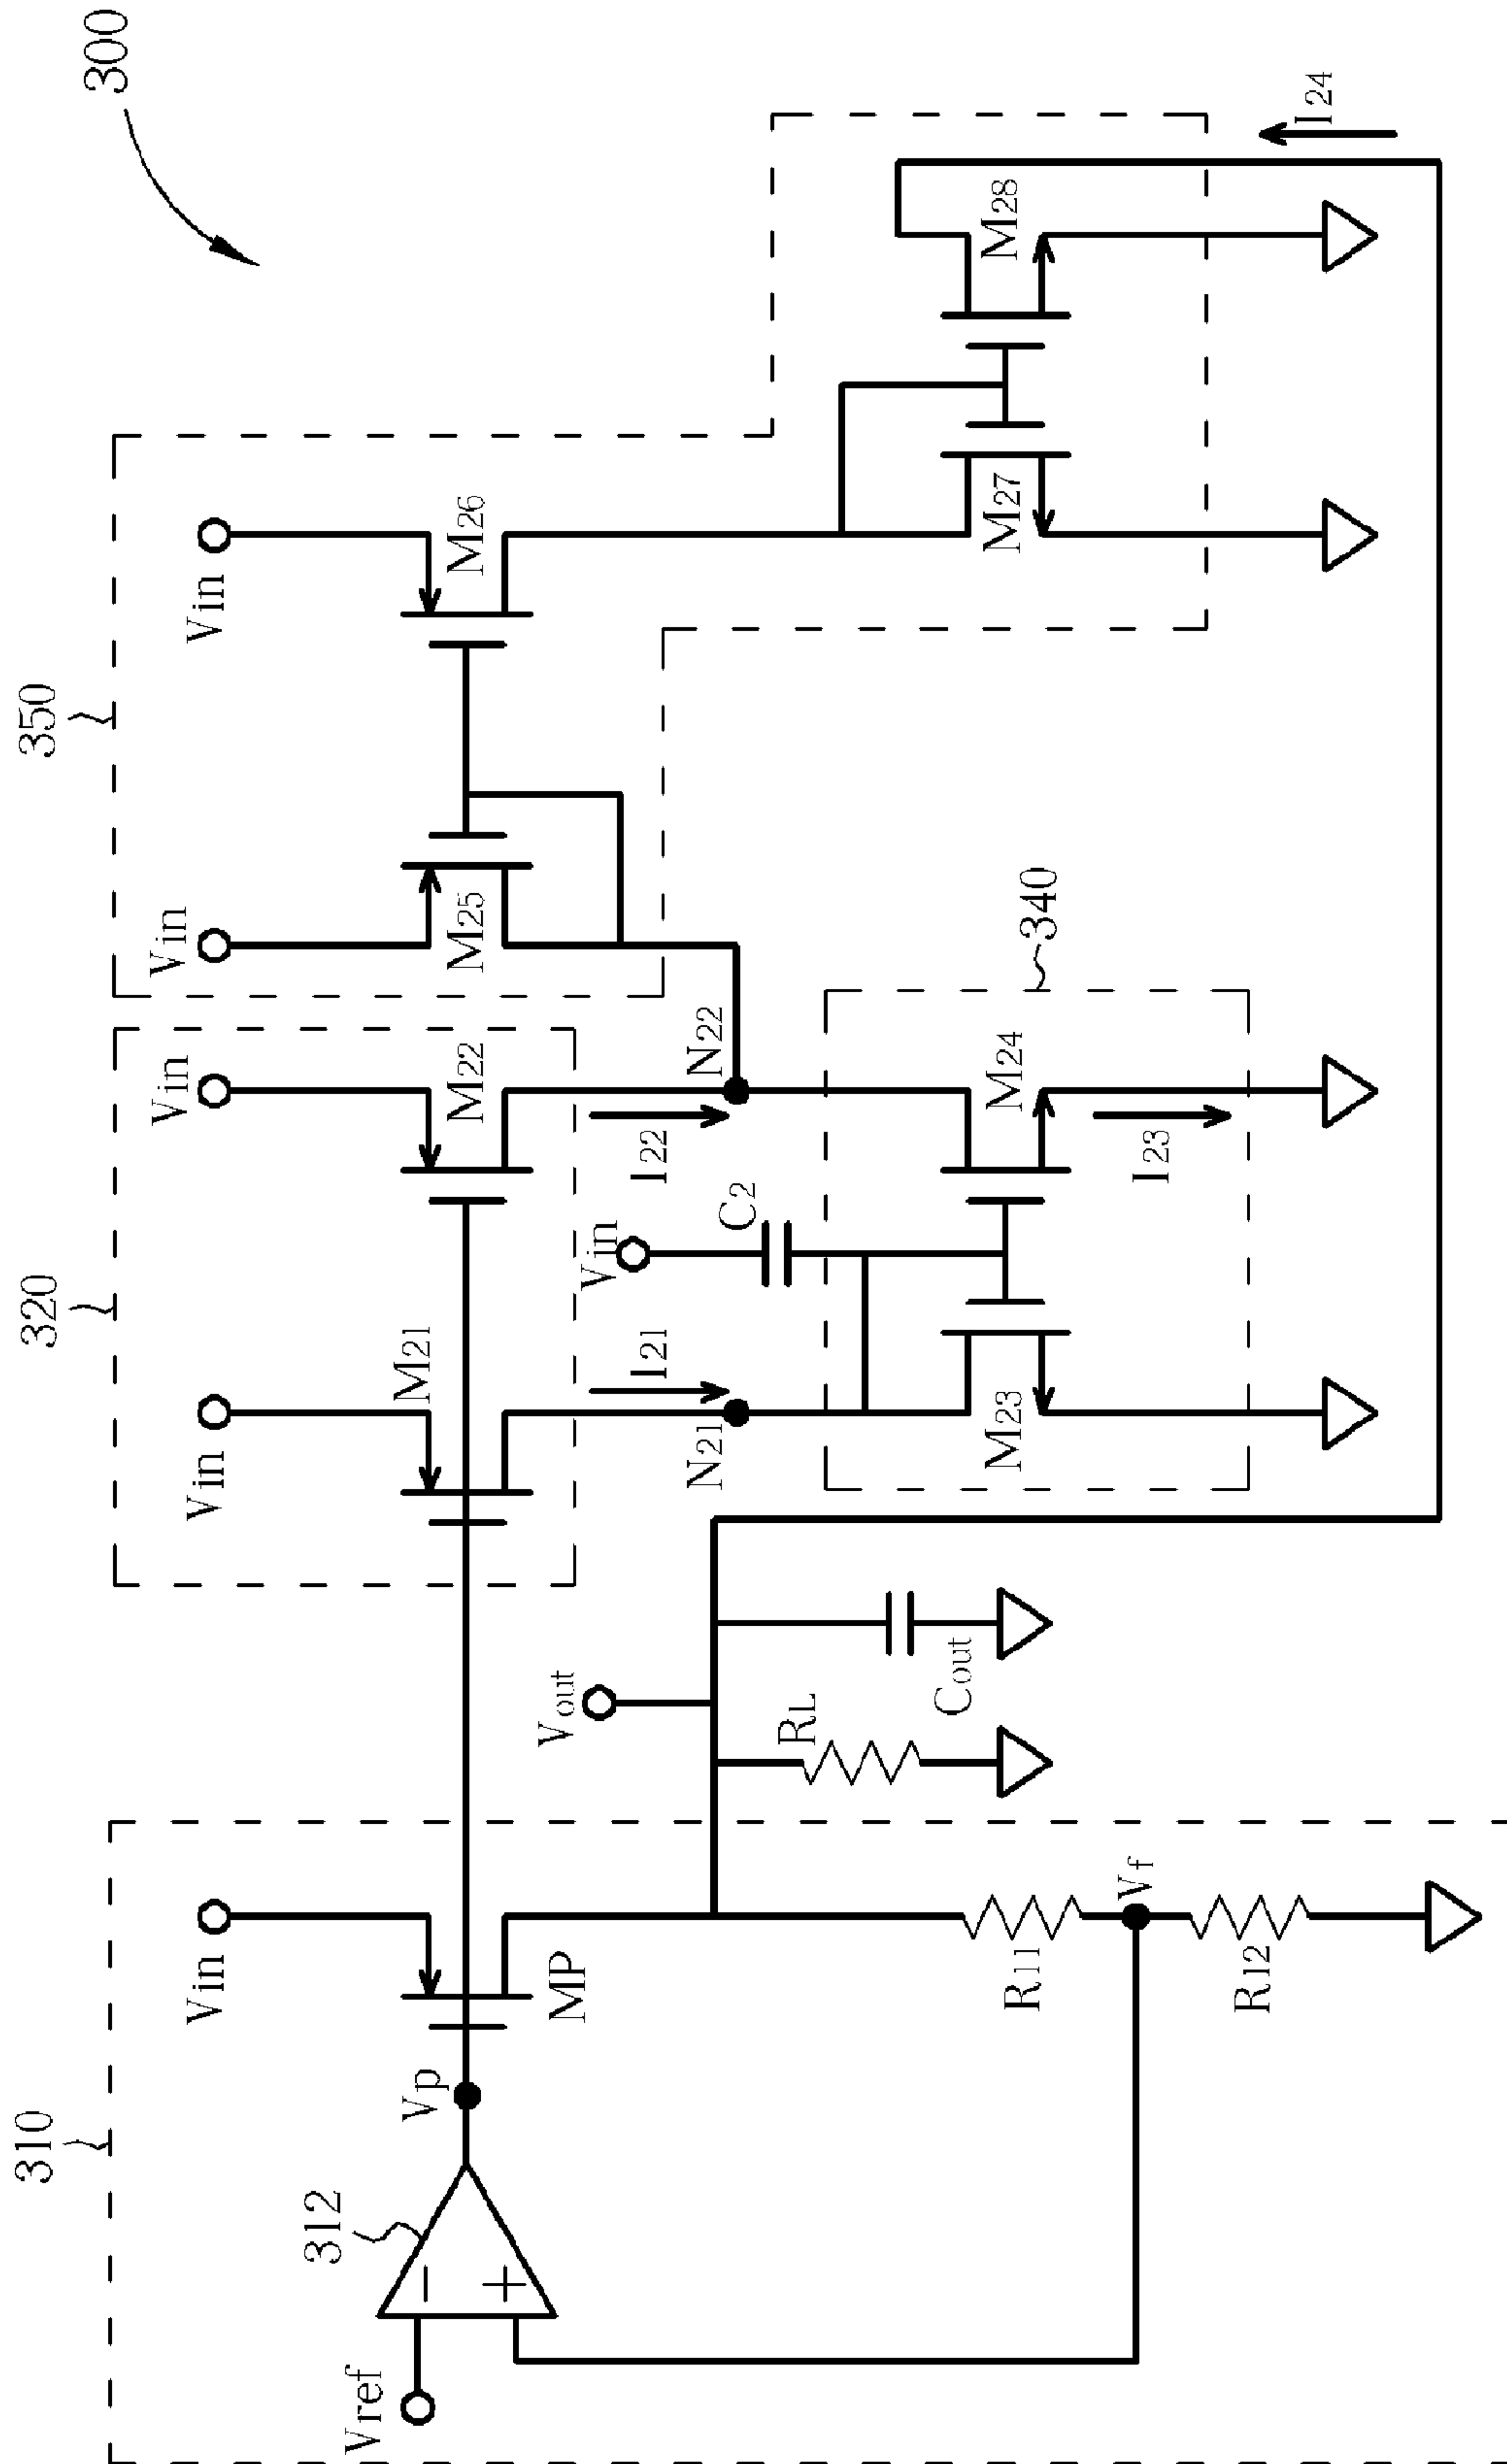 300
310
320
350
312
340
Vref
Vp
Vin
MP
R11
Vf
R12
Vout
RL
Cout
Vin
M21
I21
N21
M23
Vin
C2
Vin
M22
I22
N22
M24
I23
Vin
M25
Vin
M26
M27
M28
I24